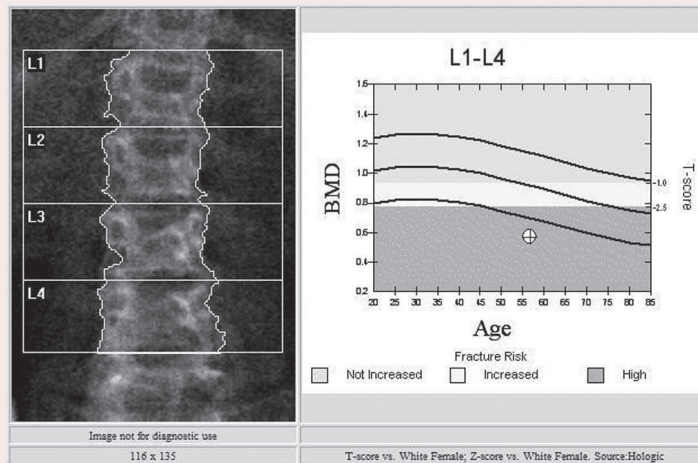 L1
L2
L3
L4
Image not for diagnostic use
116 x 135
L1-L4
BMD
1.6
1.4
1.2
1.0
0.8
0.6
0.4
0.2
20 25 30 35 40 45 50 55 60 65 70 75 80 85
-1.0
-2.5
T-score
Age
Fracture Risk
Not Increased Increased High
T-score vs. White Female; Z-score vs. White Female. Source:Hologic